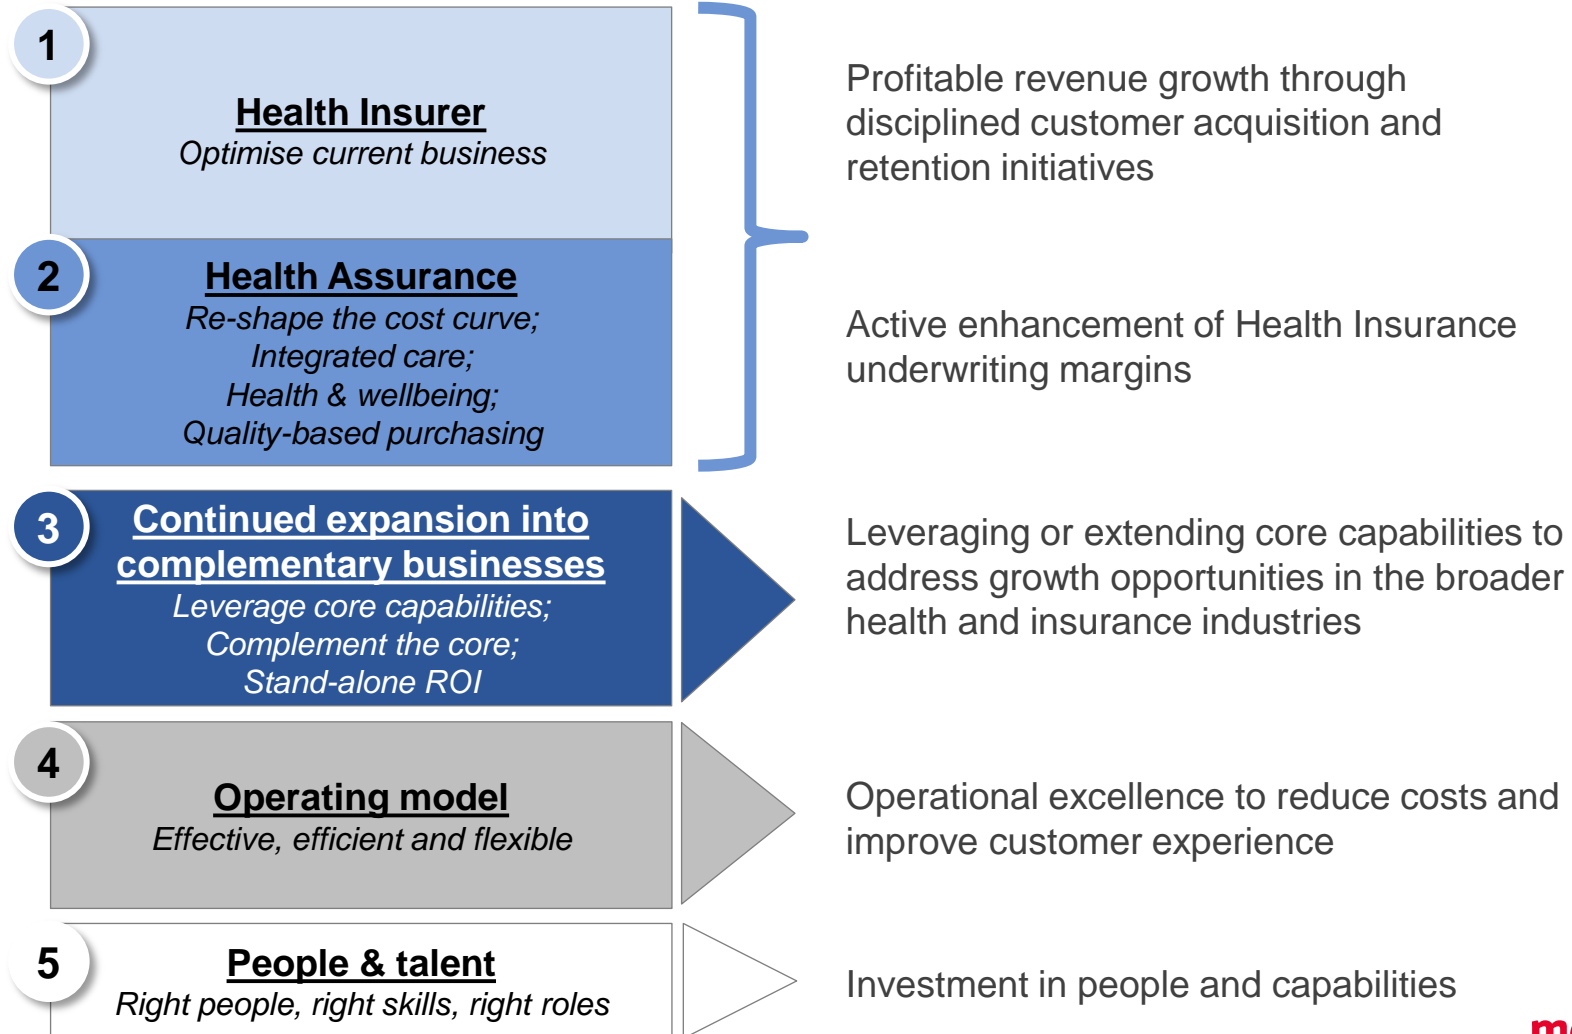 1
Health Insurer
Optimise current business
Profitable revenue growth through
disciplined customer acquisition and
retention initiatives
2
Health Assurance
Re-shape the cost curve;
Integrated care;
Health & wellbeing;
Quality-based purchasing
Active enhancement of Health Insurance
underwriting margins
3
Continued expansion into
complementary businesses
Leverage core capabilities;
Complement the core;
Stand-alone ROI
Leveraging or extending core capabilities to
address growth opportunities in the broader
health and insurance industries
4
Operating model
Effective, efficient and flexible
Operational excellence to reduce costs and
improve customer experience
5
People & talent
Right people, right skills, right roles
Investment in people and capabilities